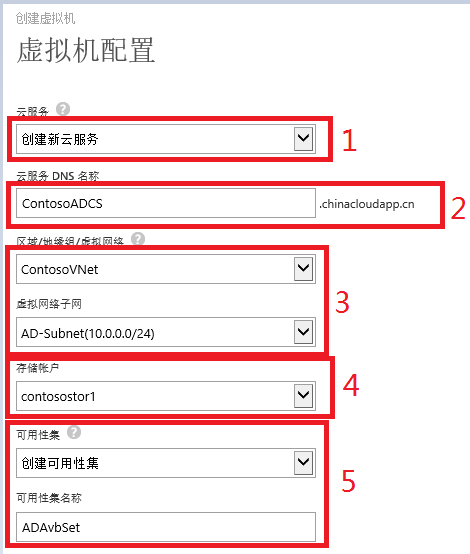 创建虚拟机
虚拟机配置
云服务 ?
创建新云服务
1
云服务 DNS 名称
ContosoADCS .chinacloudapp.cn
2
区域/地缘组/虚拟网络 ?
ContosoVNet
虚拟网络子网
3
AD-Subnet(10.0.0.0/24)
存储帐户
4
contosostor1
可用性集 ?
创建可用性集
5
可用性集名称
ADAvbSet